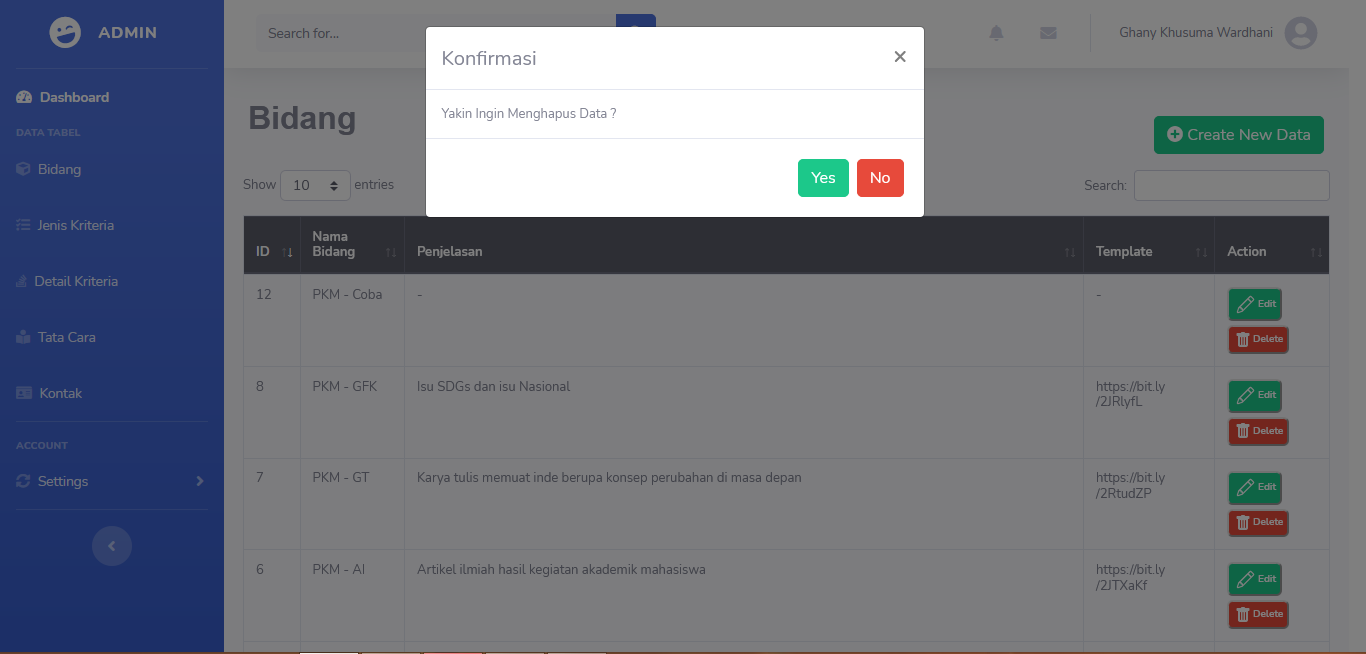 ADMIN
Dashboard
DATA TABEL
Bidang
Jenis Kriteria
Detail Kriteria
Tata Cara
Kontak
ACCOUNT
Settings
Search for...
Ghany Khusuma Wardhani
Konfirmasi
×
Yakin Ingin Menghapus Data ?
Yes No
Bidang
Create New Data
Show 10 entries
Search:
ID Nama Bidang Penjelasan Template Action
12 PKM - Coba - - Edit
Delete
8 PKM - GFK Isu SDGs dan isu Nasional https://bit.ly Edit
/2JRlyfL Delete
7 PKM - GT Karya tulis memuat inde berupa konsep perubahan di masa depan https://bit.ly Edit
/2RtudZP Delete
6 PKM - AI Artikel ilmiah hasil kegiatan akademik mahasiswa https://bit.ly Edit
/2JTXaKf Delete